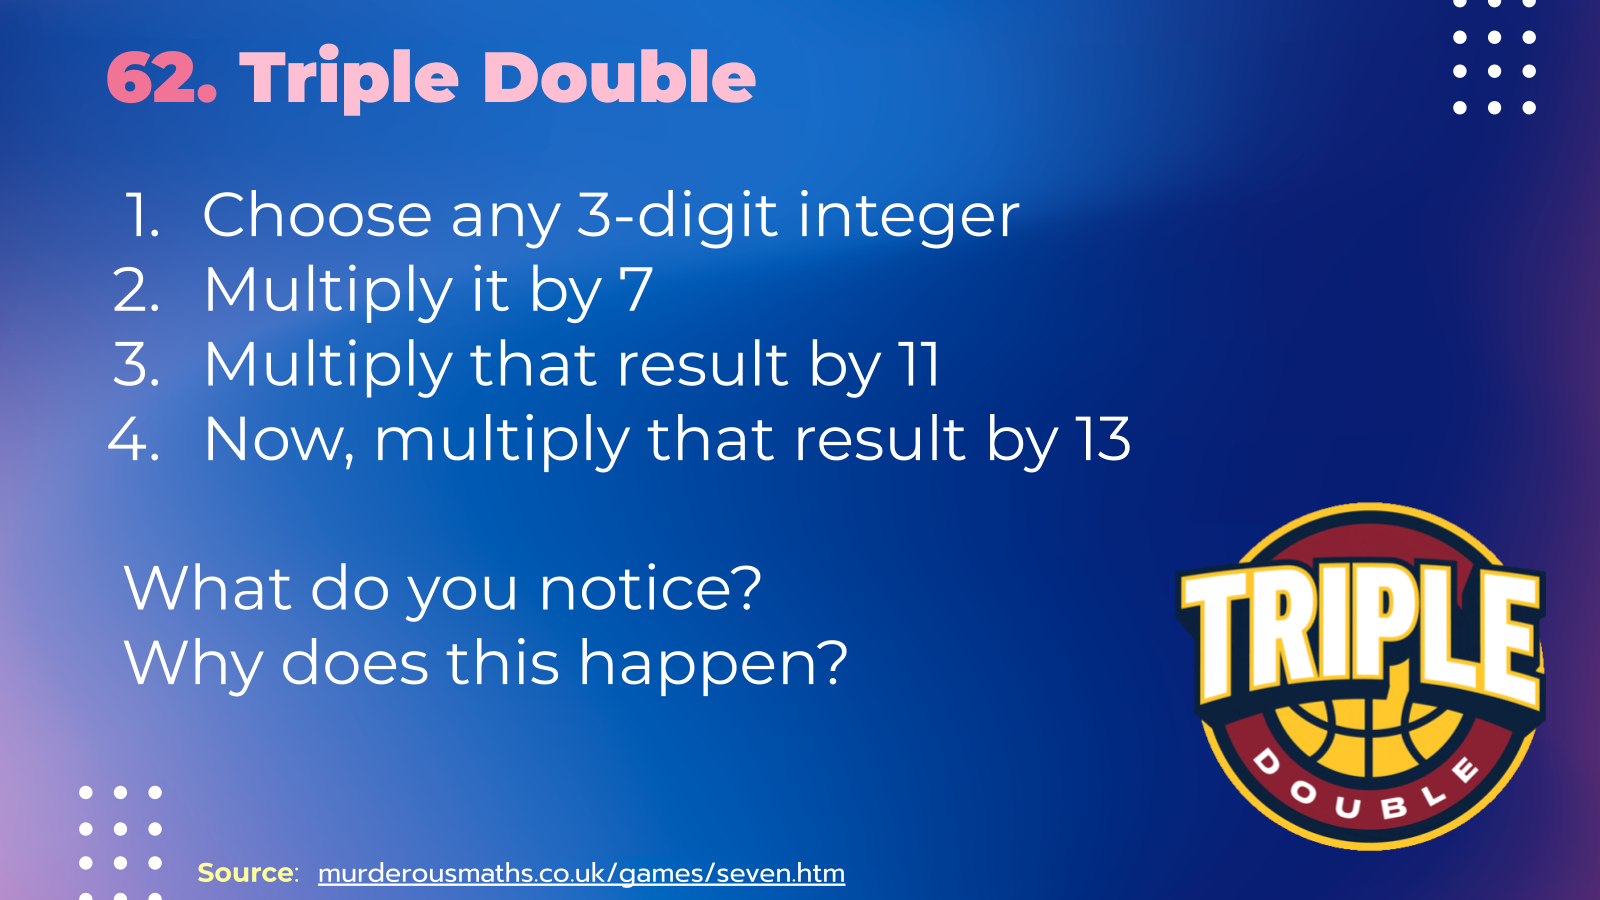 62. Triple Double
1. Choose any 3-digit integer
2. Multiply it by 7
3. Multiply that result by 11
4. Now, multiply that result by 13
What do you notice?
Why does this happen?
TRIPLE
DOUBLE
Source: murderousmaths.co.uk/games/seven.htm